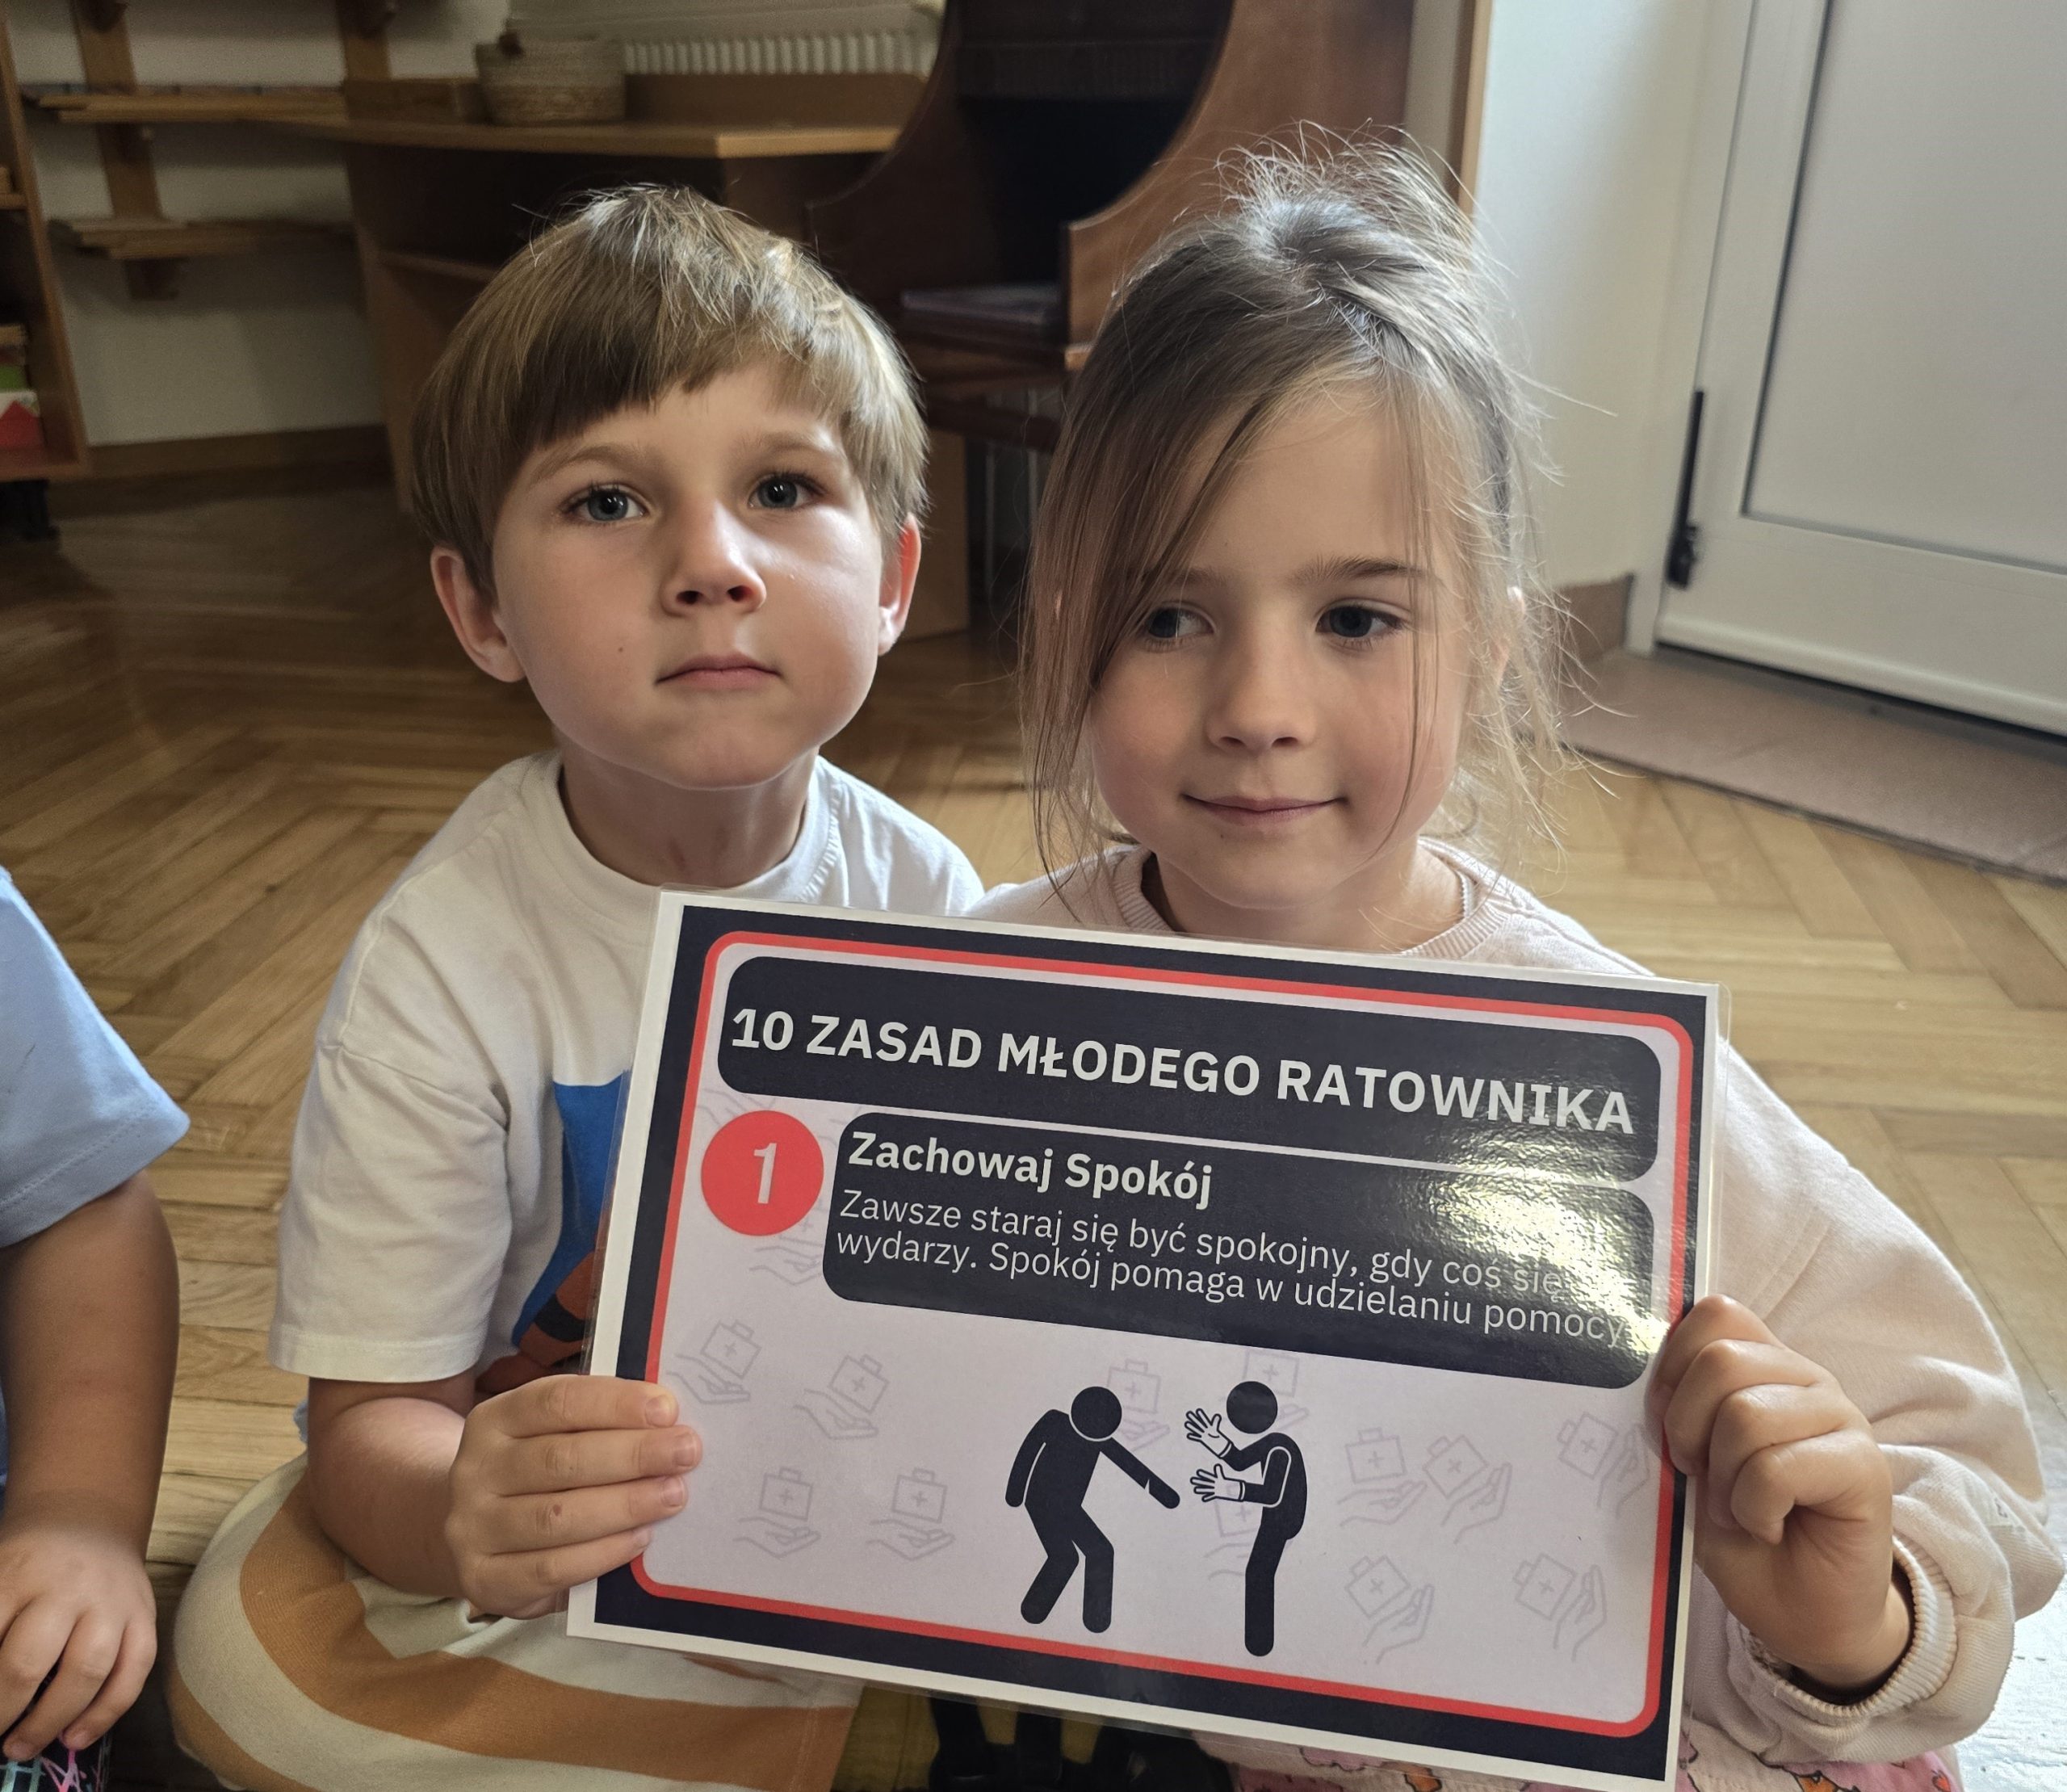 10 ZASAD MŁODEGO RATOWNIKA
1
Zachowaj Spokój
Zawsze staraj się być spokojny, gdy coś się
wydarzy. Spokój pomaga w udzielaniu pomocy.